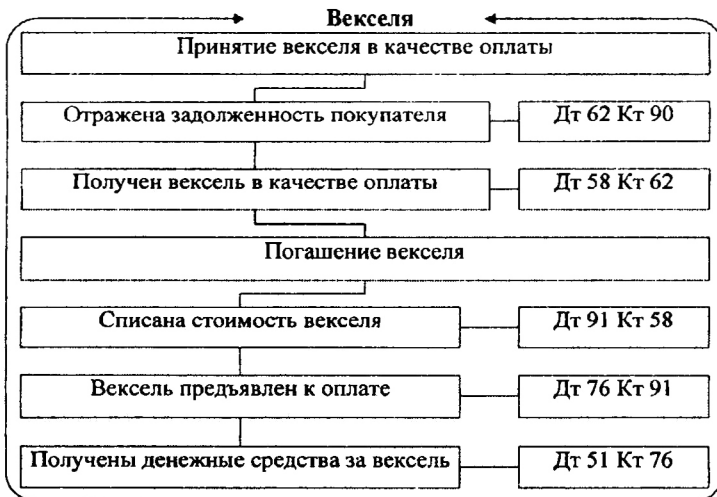 Векселя
Принятие векселя в качестве оплаты
Отражена задолженность покупателя
Дт 62 Кт 90
Получен вексель в качестве оплаты
Дт 58 Кт 62
Погашение векселя
Списана стоимость векселя
Дт 91 Кт 58
Вексель предъявлен к оплате
Дт 76 Кт 91
Получены денежные средства за вексель
Дт 51 Кт 76